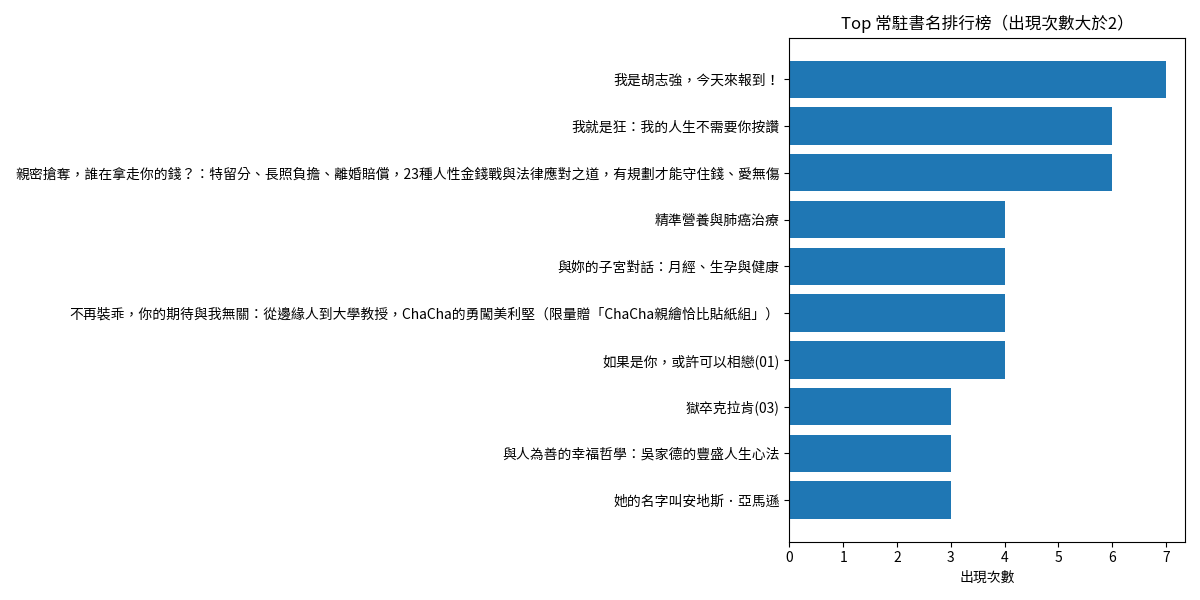 Top 常駐書名排行榜（出現次數大於2）
我是胡志強，今天來報到！
我就是狂：我的人生不需要你按讚
親密搶奪，誰在拿走你的錢？：特留分、長照負擔、離婚賠償，23種人性金錢戰與法律應對之道，有規劃才能守住錢、愛無傷
精準營養與肺癌治療
與妳的子宮對話：月經、生孕與健康
不再裝乖，你的期待與我無關：從邊緣人到大學教授，ChaCha的勇闖美利堅（限量贈「ChaCha親繪恰比貼紙組」）
如果是你，或許可以相戀(01)
獄卒克拉肯(03)
與人為善的幸福哲學：吳家德的豐盛人生心法
她的名字叫安地斯．亞馬遜
0 1 2 3 4 5 6 7
出現次數